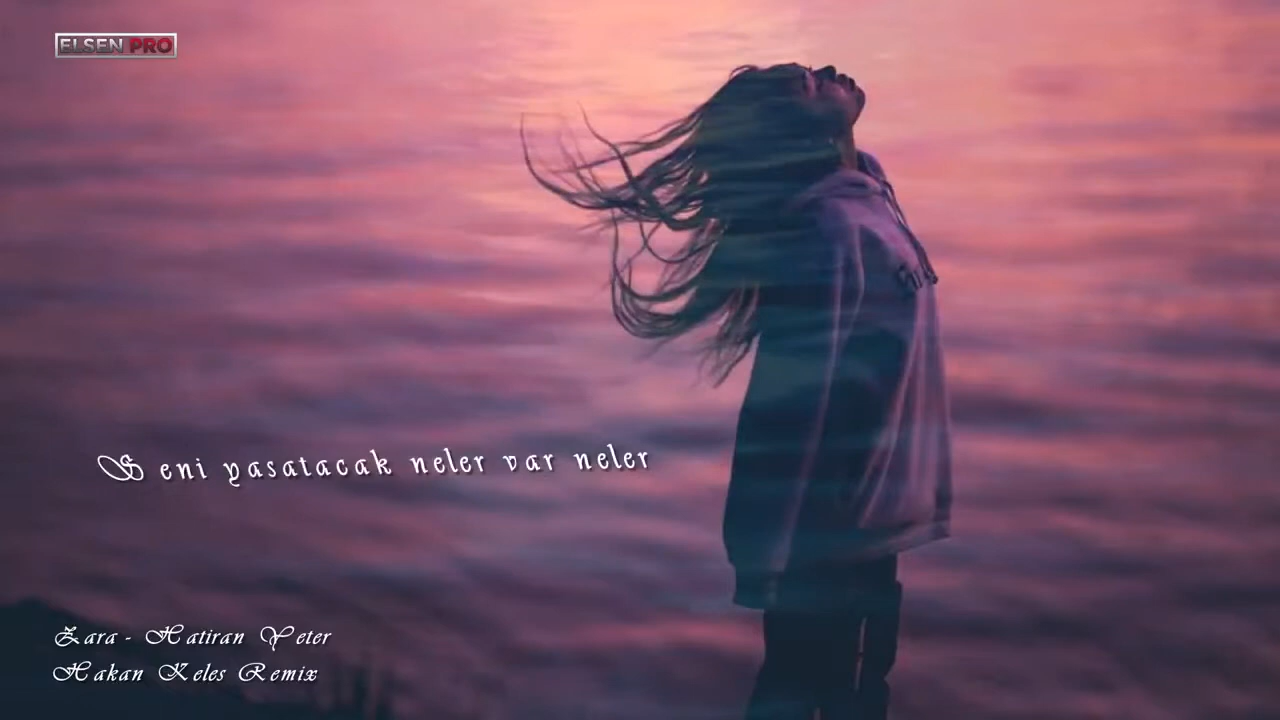 ELSEN PRO
Seni yasatacak neler var neler
Zara - Hatiran Yeter
Hakan Keles Remix